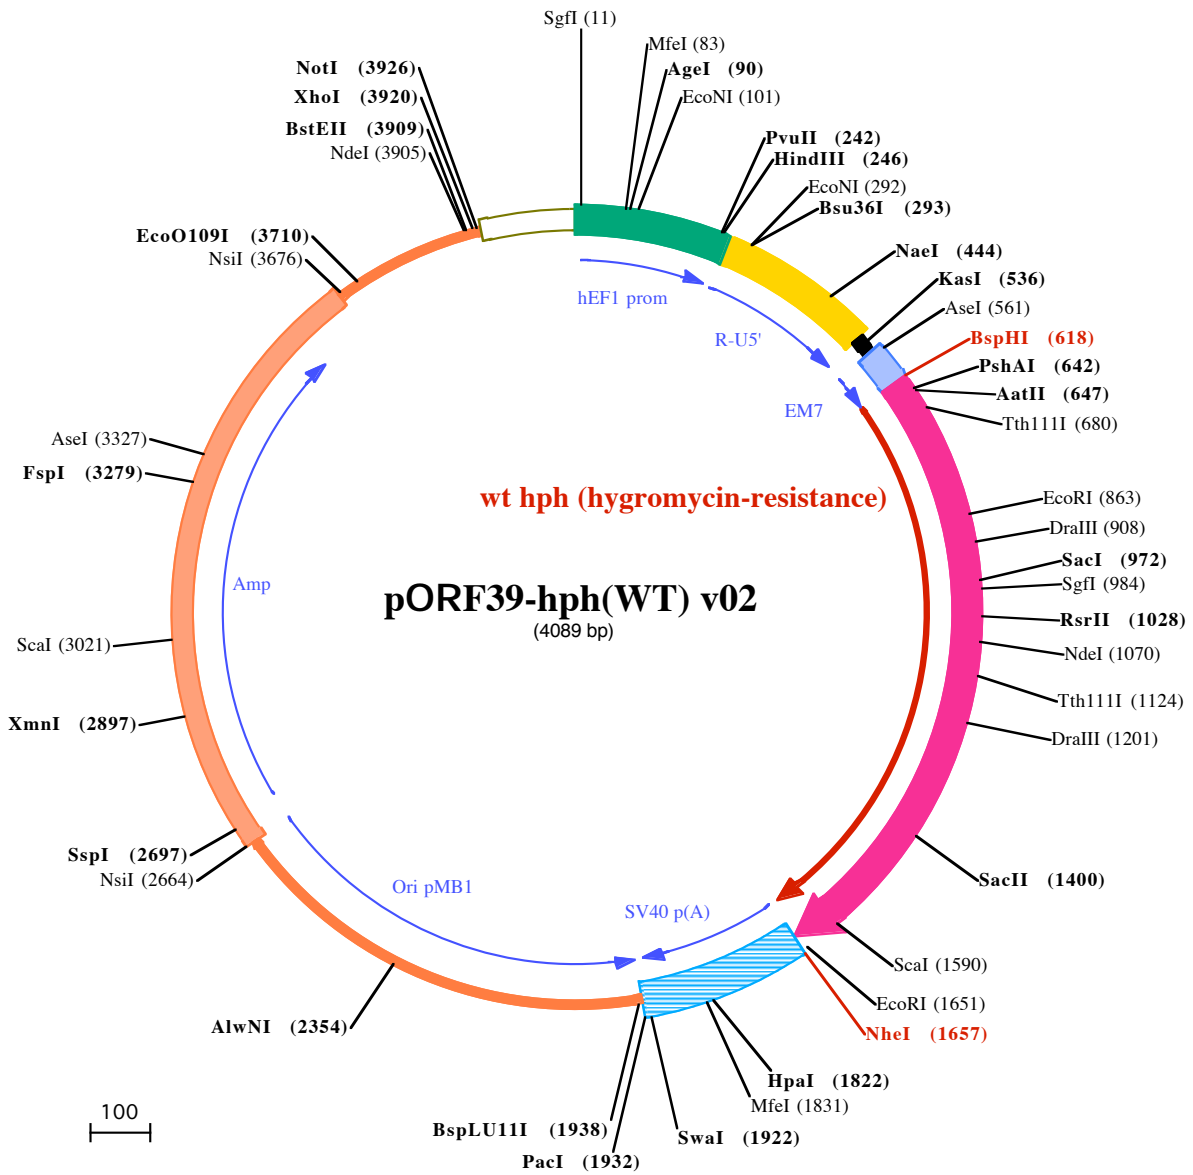 SgfI (11)
MfeI (83)
AgeI (90)
EcoNI (101)
PvuII (242)
HindIII (246)
EcoNI (292)
Bsu36I (293)
NaeI (444)
KasI (536)
AseI (561)
BspHI (618)
PshAI (642)
AatII (647)
Tth111I (680)
EcoRI (863)
DraIII (908)
SacI (972)
SgfI (984)
RsrII (1028)
NdeI (1070)
Tth111I (1124)
DraIII (1201)
SacII (1400)
ScaI (1590)
EcoRI (1651)
NheI (1657)
HpaI (1822)
MfeI (1831)
SwaI (1922)
PacI (1932)
BspLU11I (1938)
AlwNI (2354)
NsiI (2664)
SspI (2697)
XmnI (2897)
ScaI (3021)
FspI (3279)
AseI (3327)
NsiI (3676)
EcoO109I (3710)
NdeI (3905)
BstEII (3909)
XhoI (3920)
NotI (3926)
hEF1 prom
R-U5'
EM7
wt hph (hygromycin-resistance)
Amp
pORF39-hph(WT) v02
(4089 bp)
Ori pMB1
SV40 p(A)
100